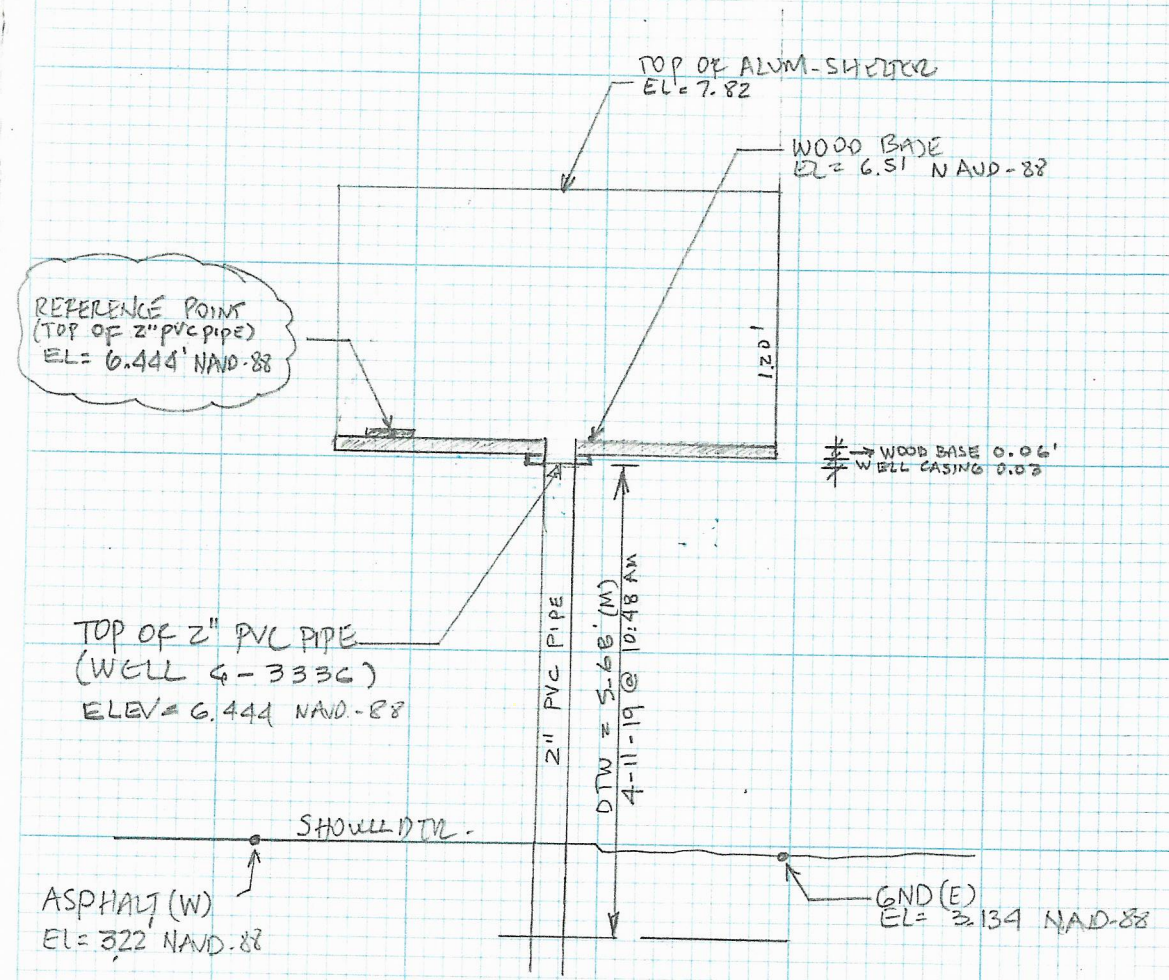 TOP OF ALUM-SHELTER
EL = 7.82
WOOD BASE
EL= 6.51 NAVD-88
REFERENCE POINT
(TOP OF 2" PVC PIPE)
EL= 6.444' NAVD-88
1.20'
WOOD BASE 0.06'
WELL CASING 0.03
TOP OF 2" PVC PIPE
(WELL G-3336)
ELEV= 6.444 NAVD-88
2" PVC PIPE
DTW = 5.68' (M)
4-11-19 @ 10:48 AM
SHOULDER.
ASPHALT (W)
El= 3.22' NAVD-88
GND (E)
EL= 3.134 NAVD-88